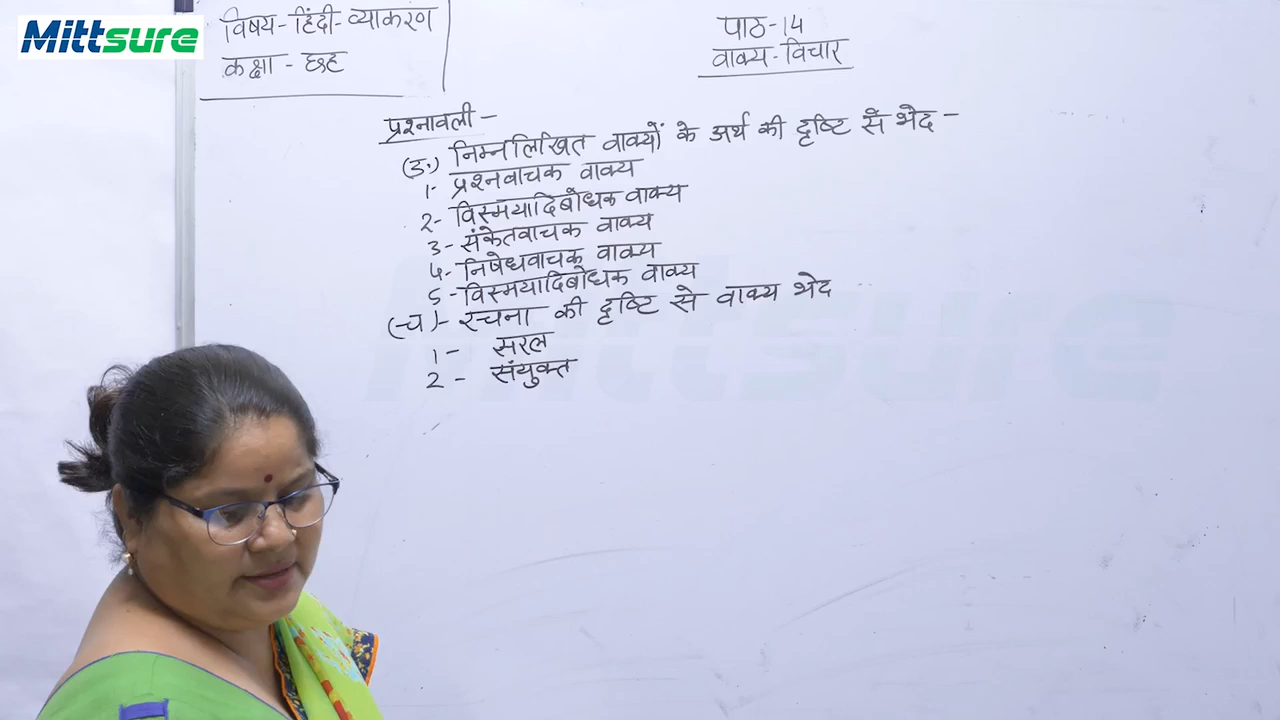 Mittsure
विषय- हिंदी-व्याकरण
कक्षा - छह
पाठ-14
वाक्य-विचार
प्रश्नावली -
(ङ) निम्नलिखित वाक्यों के अर्थ की दृष्टि से भेद -
1- प्रश्नवाचक वाक्य
2- विस्मयादिबोधक वाक्य
3- संकेतवाचक वाक्य
4- निषेधवाचक वाक्य
5- विस्मयादिबोधक वाक्य
(च)- रचना की दृष्टि से वाक्य भेद
1- सरल
2- संयुक्त
Mittsure